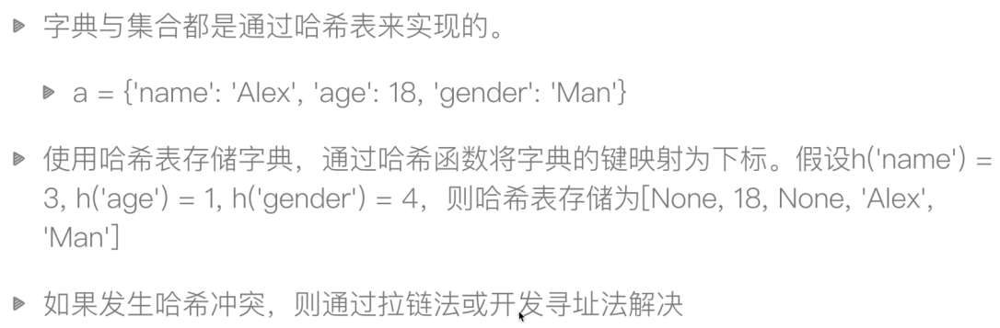 字典与集合都是通过哈希表来实现的。
a = {'name': 'Alex', 'age': 18, 'gender': 'Man'}
使用哈希表存储字典，通过哈希函数将字典的键映射为下标。假设h('name') =
3, h('age') = 1, h('gender') = 4，则哈希表存储为[None, 18, None, 'Alex',
'Man']
如果发生哈希冲突，则通过拉链法或开发寻址法解决